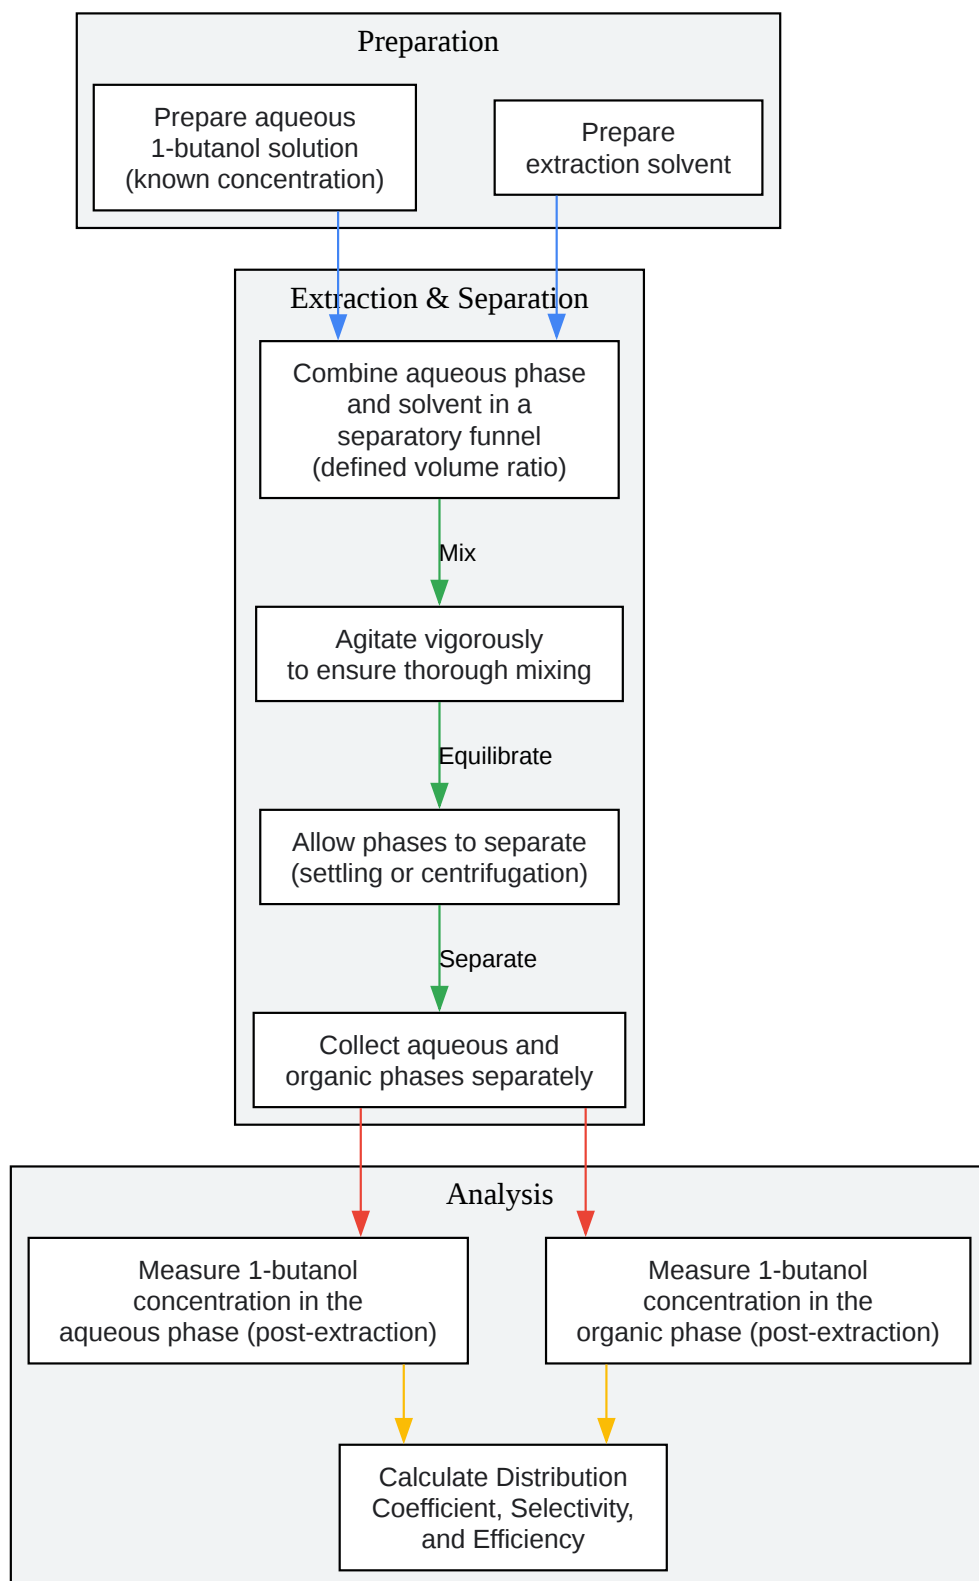 Preparation
Prepare aqueous
1-butanol solution
(known concentration)
Prepare
extraction solvent
Extraction & Separation
Combine aqueous phase
and solvent in a
separatory funnel
(defined volume ratio)
Mix
Agitate vigorously
to ensure thorough mixing
Equilibrate
Allow phases to separate
(settling or centrifugation)
Separate
Collect aqueous and
organic phases separately
Analysis
Measure 1-butanol
concentration in the
aqueous phase (post-extraction)
Measure 1-butanol
concentration in the
organic phase (post-extraction)
Calculate Distribution
Coefficient, Selectivity,
and Efficiency